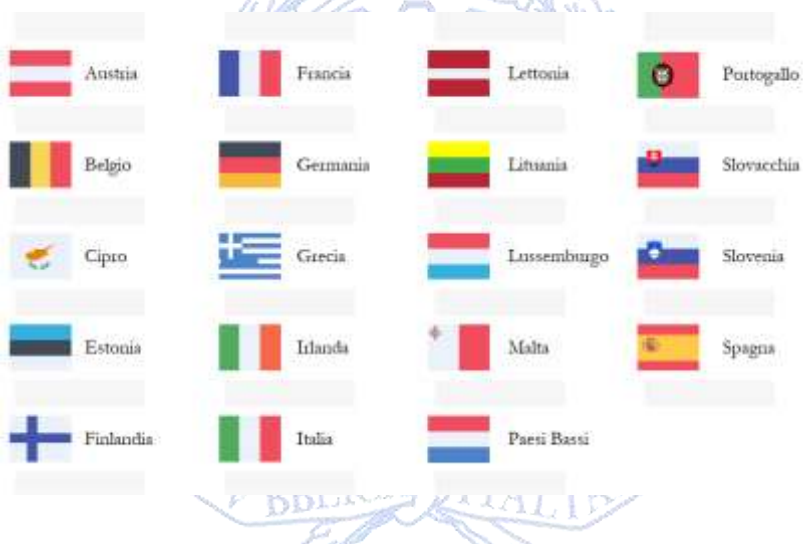 Austria
Belgio
Cipro
Estonia
Finlandia
Francia
Germania
Grecia
Irlanda
Italia
Lettonia
Lituania
Lussemburgo
Malta
Paesi Bassi
Portogallo
Slovacchia
Slovenia
Spagna